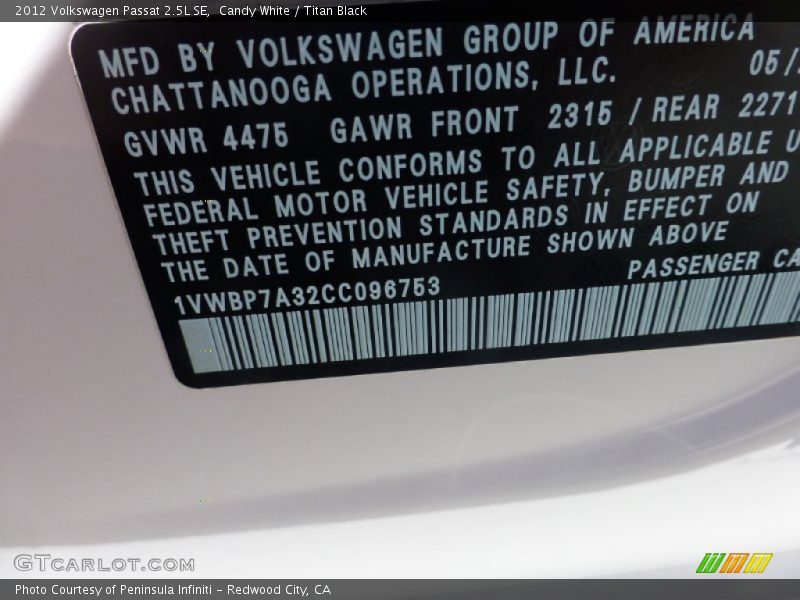 2012 Volkswagen Passat 2.5L SE, Candy White / Titan Black
MFD BY VOLKSWAGEN GROUP OF AMERICA
CHATTANOOGA OPERATIONS, LLC. 05/
GVWR 4475 GAWR FRONT 2315 / REAR 2271
THIS VEHICLE CONFORMS TO ALL APPLICABLE U
FEDERAL MOTOR VEHICLE SAFETY, BUMPER AND
THEFT PREVENTION STANDARDS IN EFFECT ON
THE DATE OF MANUFACTURE SHOWN ABOVE
1VWBP7A32CC096753 PASSENGER CA
GTCARLOT.COM
Photo Courtesy of Peninsula Infiniti – Redwood City, CA